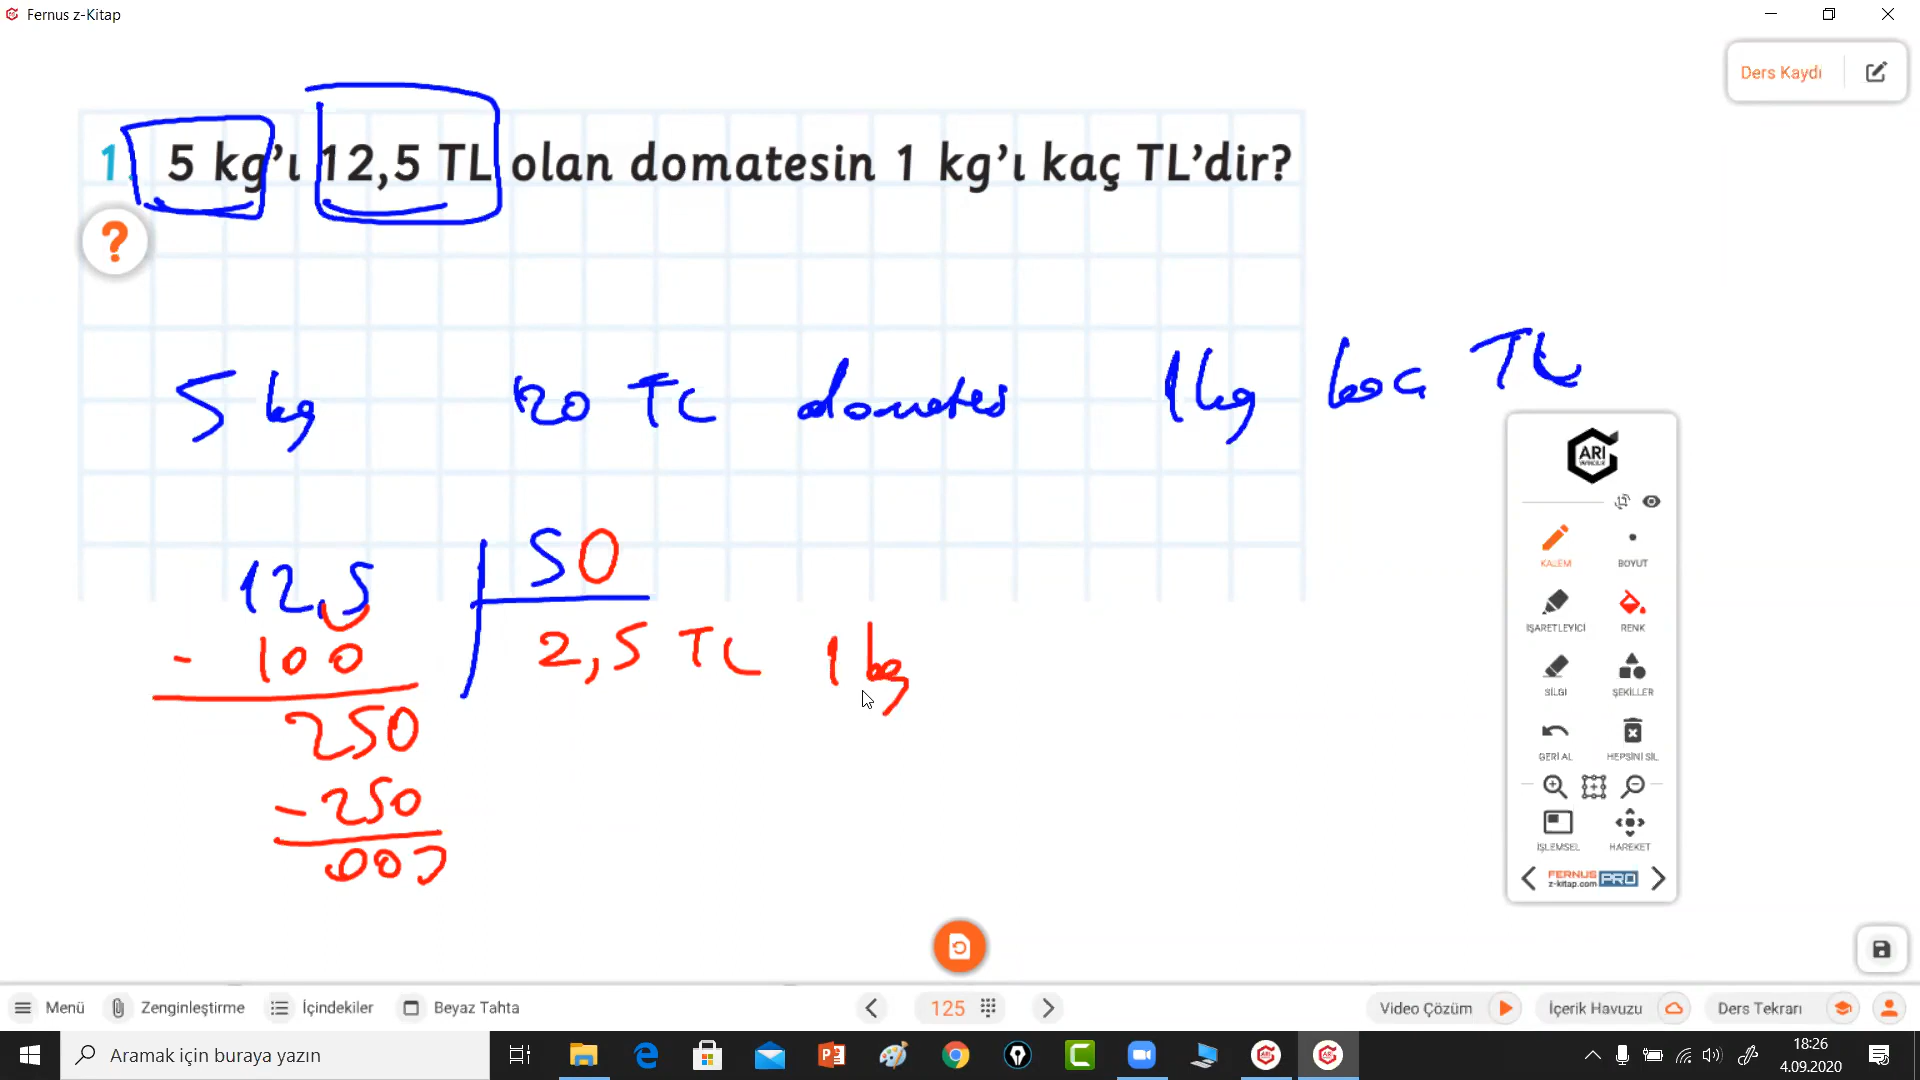 Fernus z-Kitap
Ders Kaydı
1. 5 kg'ı 12,5 TL olan domatesin 1 kg'ı kaç TL'dir?
?
5 kg 20 TL domates 1 kg kaç TL
12,5 50
- 100 2,5 TL 1 kg
250
- 250
000
ARI
YAYINCILIK
KALEM BOYUT
İŞARETLEYİCİ RENK
SİLGİ ŞEKİLLER
GERİ AL HEPSİNİ SİL
İŞLEMSEL HAREKET
FERNUS
z-kitap.com PRO
Menü Zenginleştirme İçindekiler Beyaz Tahta 125 Video Çözüm İçerik Havuzu Ders Tekrarı
Aramak için buraya yazın
18:26
4.09.2020